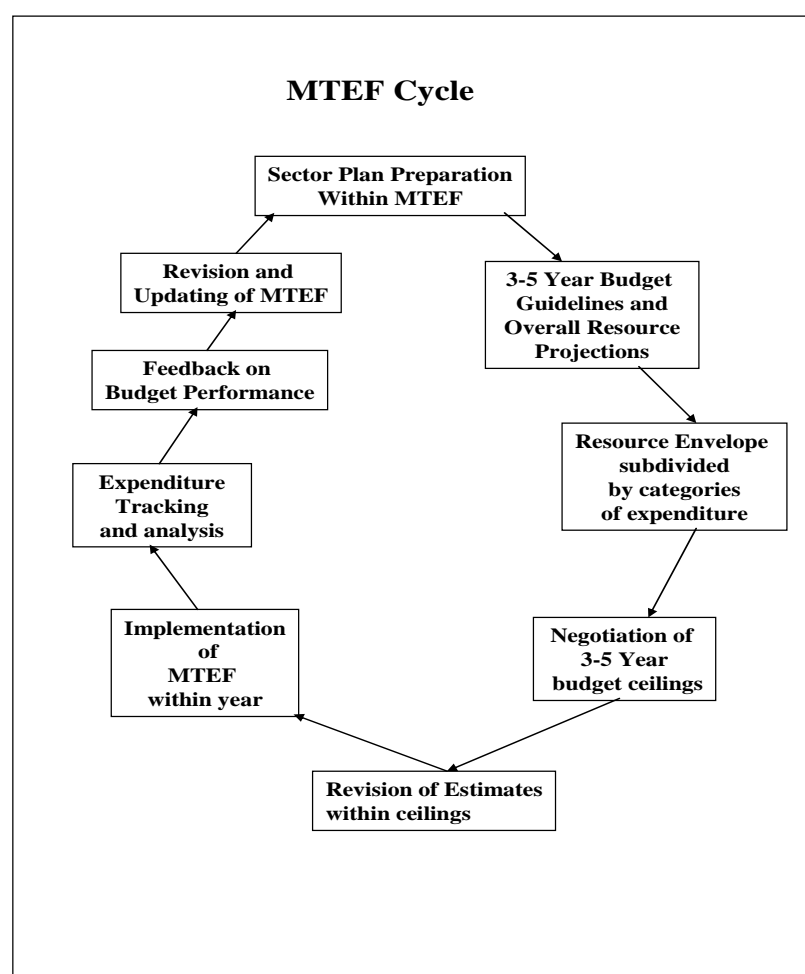 MTEF Cycle
Sector Plan Preparation
Within MTEF
3-5 Year Budget
Guidelines and
Overall Resource
Projections
Resource Envelope
subdivided
by categories
of expenditure
Negotiation of
3-5 Year
budget ceilings
Revision of Estimates
within ceilings
Implementation
of
MTEF
within year
Expenditure
Tracking
and analysis
Feedback on
Budget Performance
Revision and
Updating of MTEF